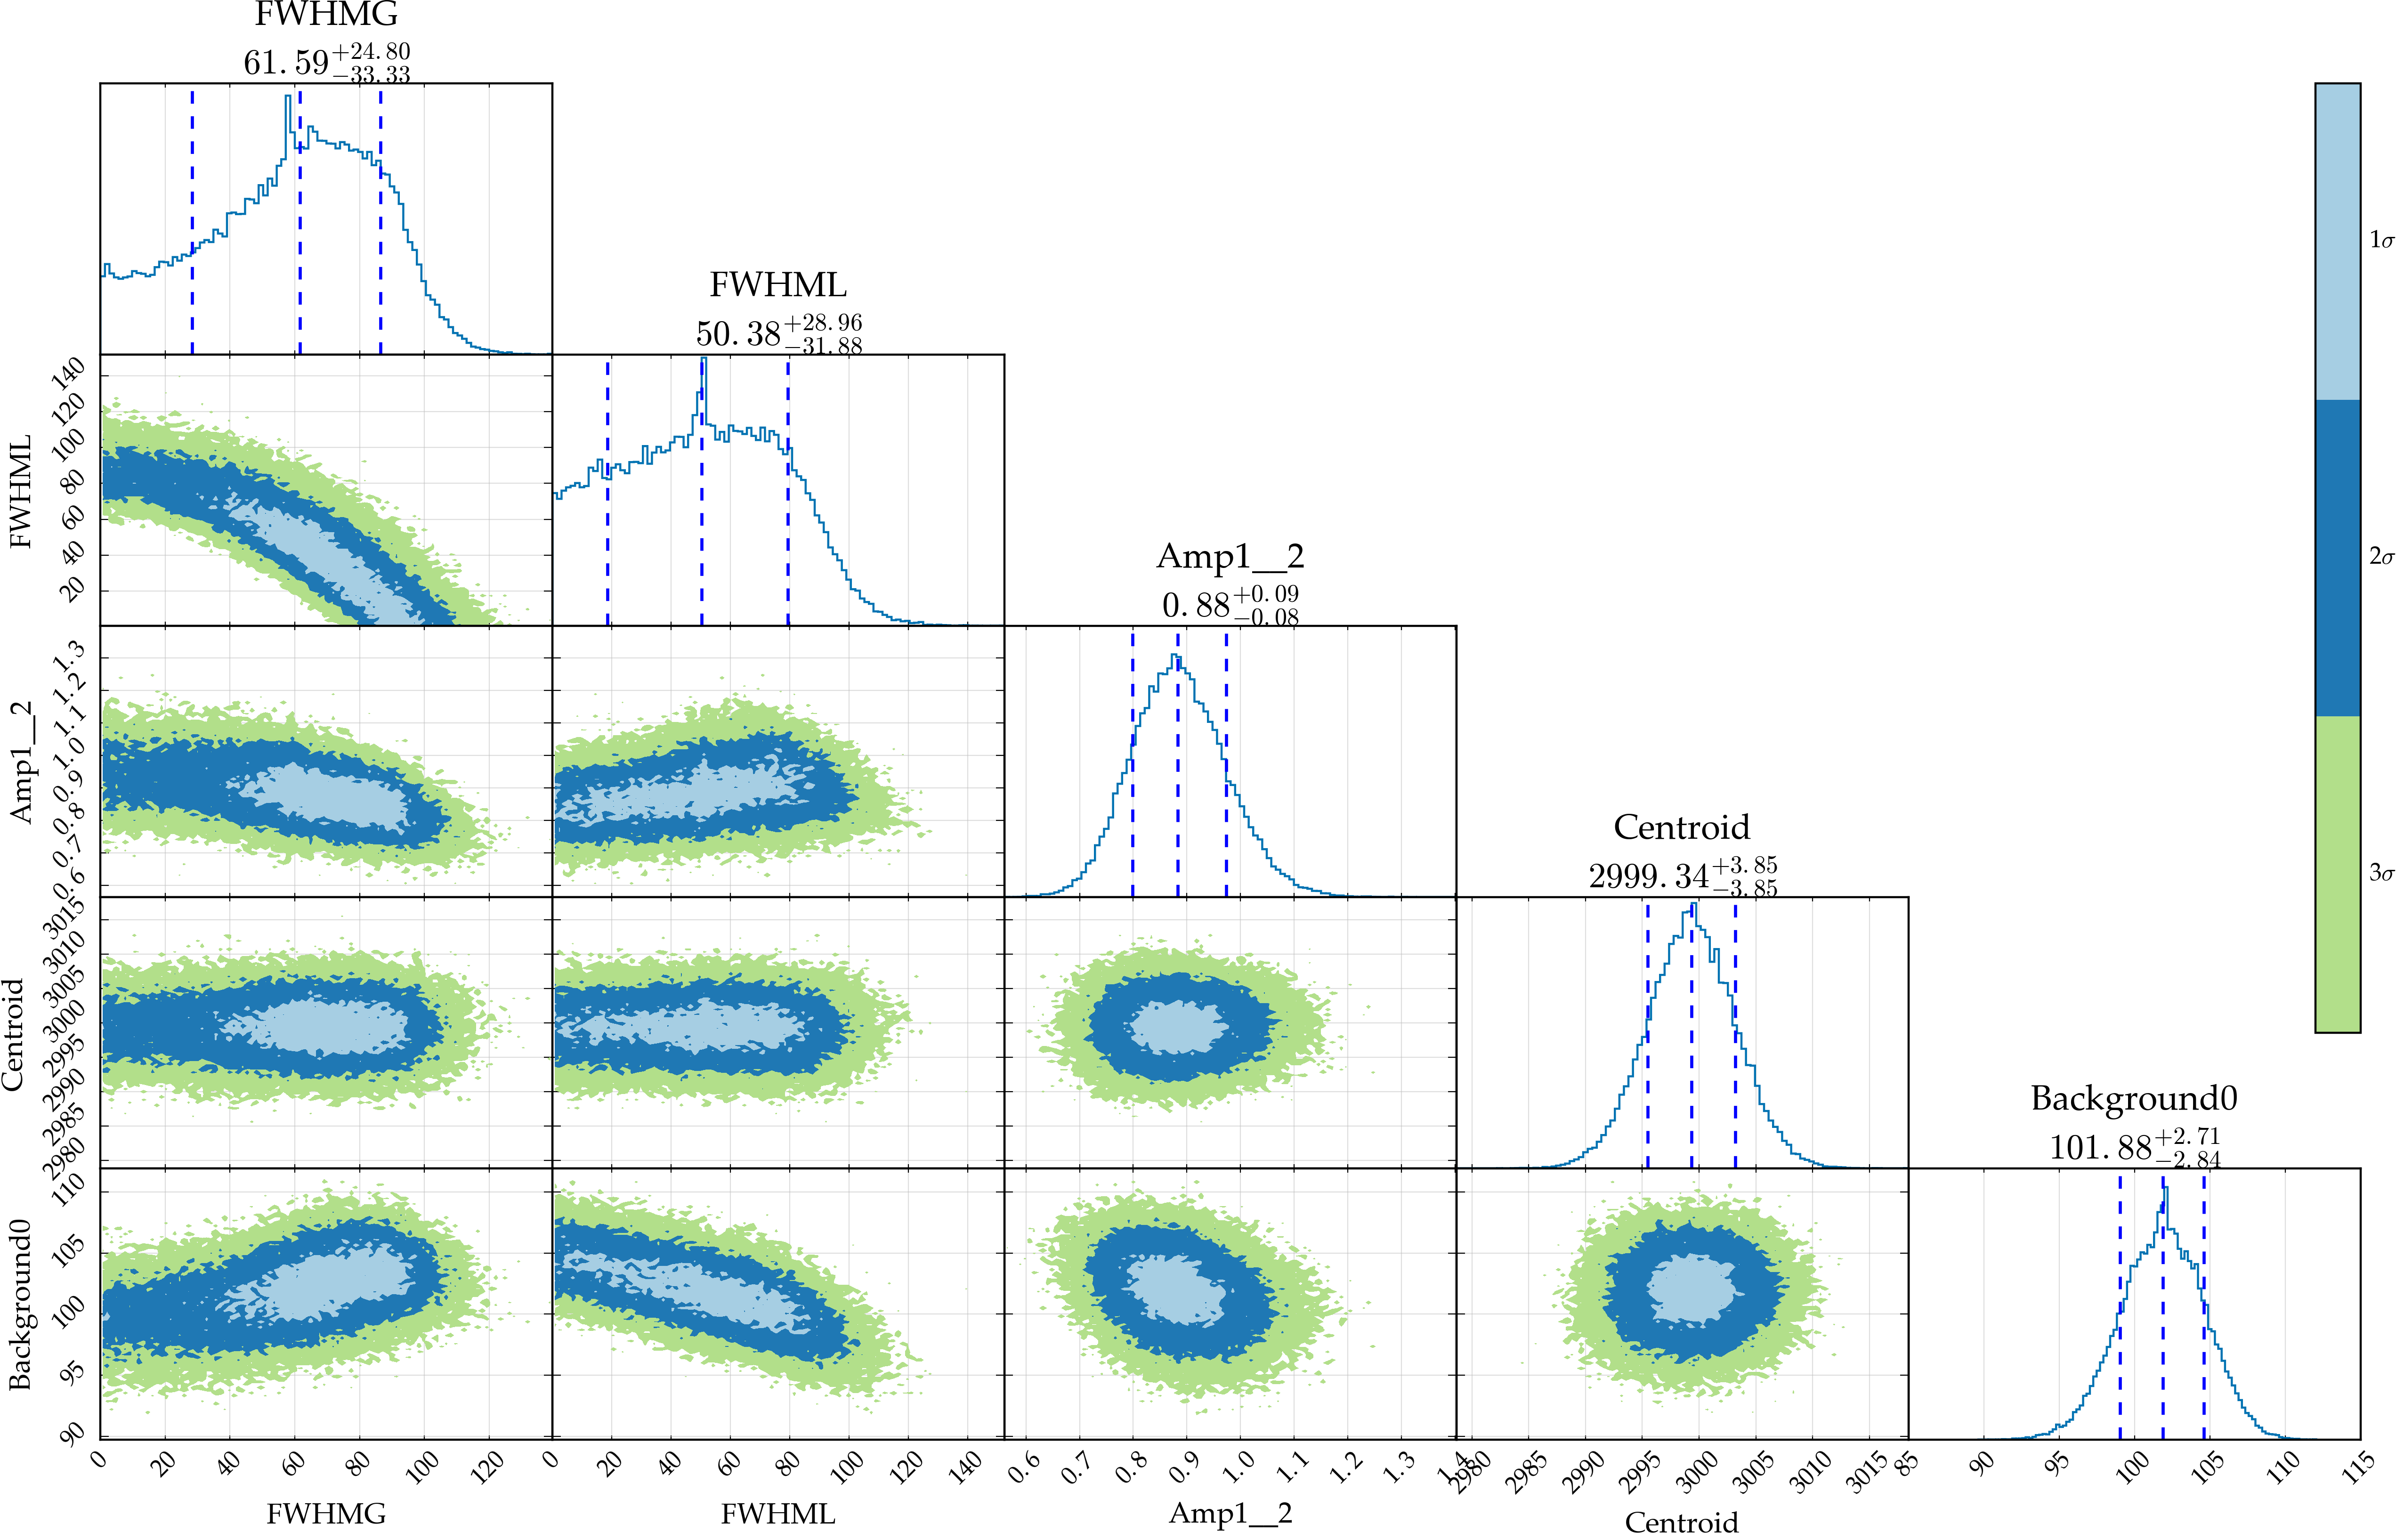 FWHMG
61.59 +24.80 −33.33
FWHML
50.38 +28.96 −31.88
Amp1__2
0.88 +0.09 −0.08
Centroid
2999.34 +3.85 −3.85
Background0
101.88 +2.71 −2.84
1σ
2σ
3σ
FWHML
140
120
100
80
60
40
20
Amp1__2
1.3
1.2
1.1
1.0
0.9
0.8
0.7
0.6
Centroid
3015
3010
3005
3000
2995
2990
2985
2980
Background0
110
105
100
95
90
0 20 40 60 80 100 120
FWHMG
0 20 40 60 80 100 120 140
FWHML
0.6 0.7 0.8 0.9 1.0 1.1 1.2 1.3
Amp1__2
2980 2985 2990 2995 3000 3005 3010 3015
Centroid
85 90 95 100 105 110 115